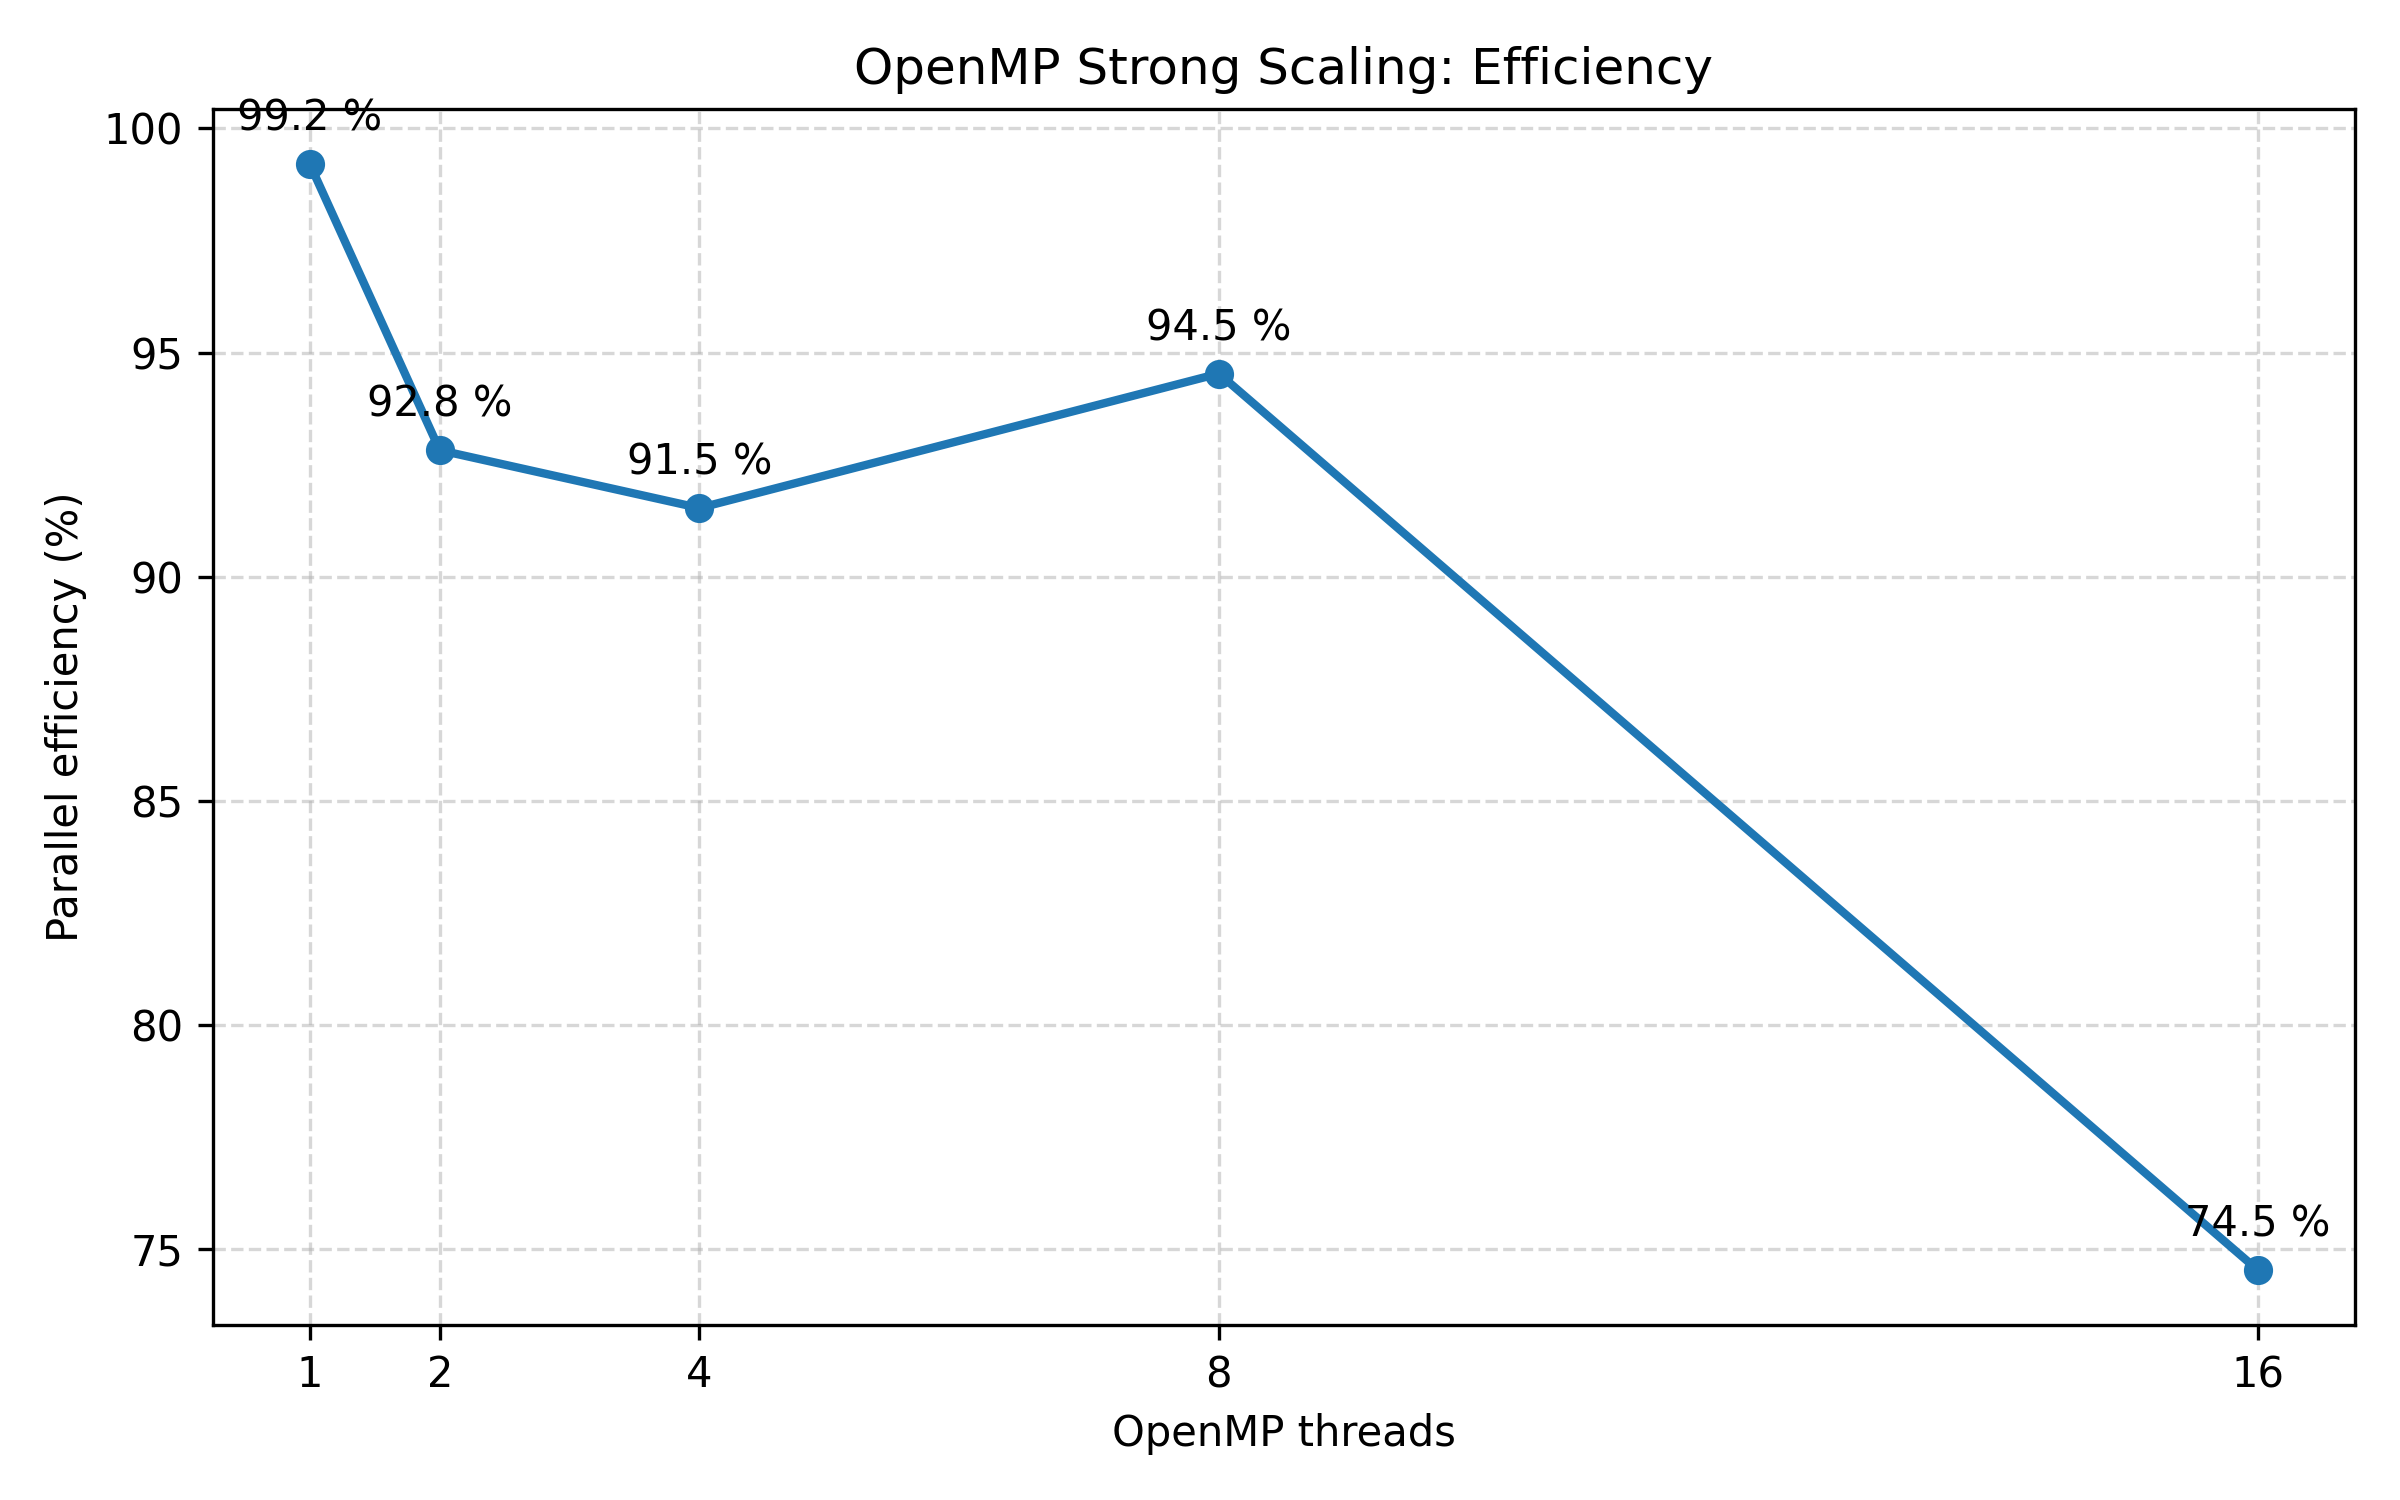 OpenMP Strong Scaling: Efficiency
99.2 %
92.8 %
91.5 %
94.5 %
74.5 %
Parallel efficiency (%)
100
95
90
85
80
75
1 2 4 8 16
OpenMP threads